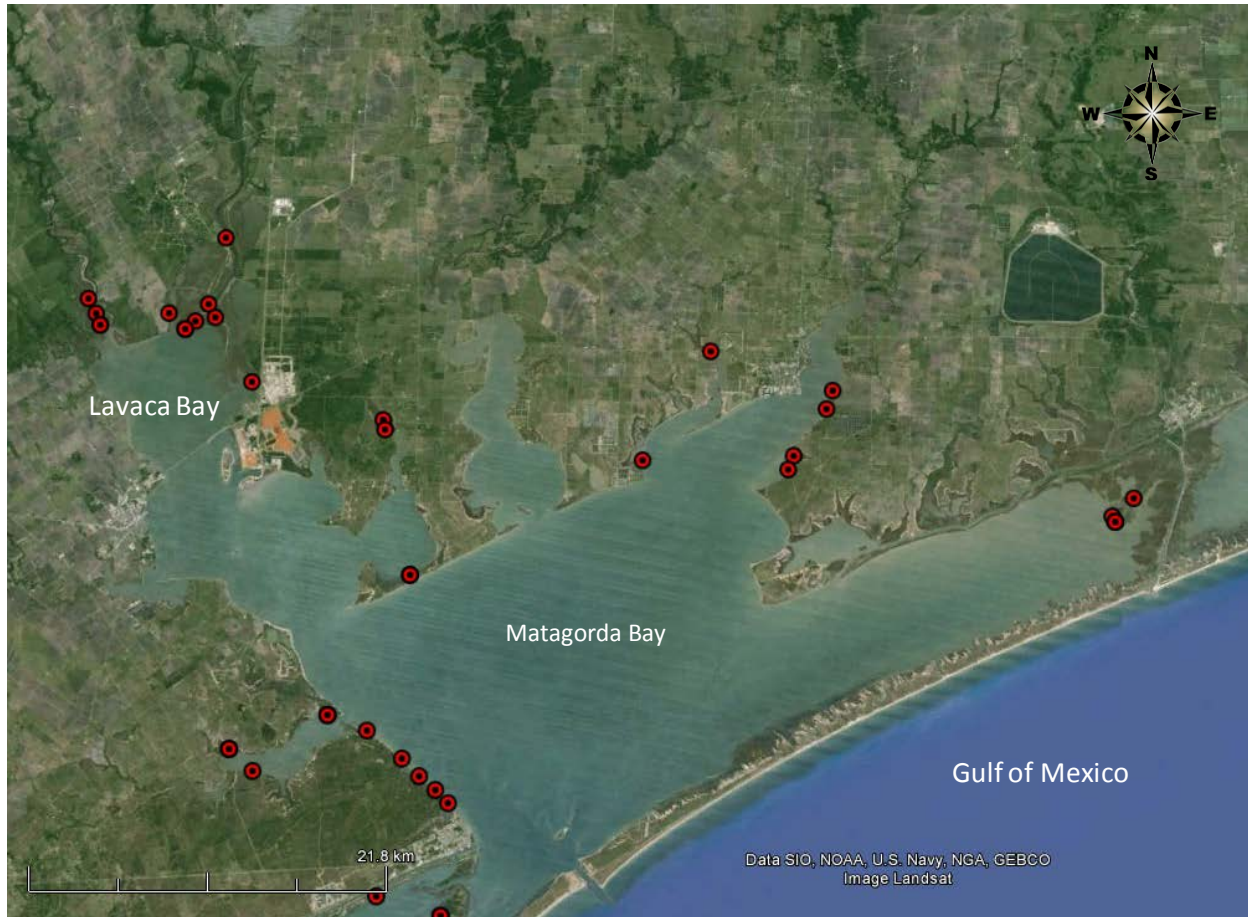 N
W E
S
Lavaca Bay
Matagorda Bay
Gulf of Mexico
21.8 km
Data SIO, NOAA, U.S. Navy, NGA, GEBCO
Image Landsat